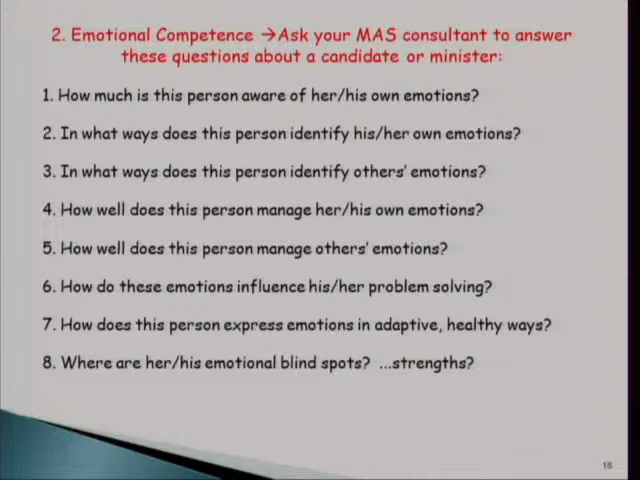 2. Emotional Competence →Ask your MAS consultant to answer
these questions about a candidate or minister:
1. How much is this person aware of her/his own emotions?
2. In what ways does this person identify his/her own emotions?
3. In what ways does this person identify others' emotions?
4. How well does this person manage her/his own emotions?
5. How well does this person manage others' emotions?
6. How do these emotions influence his/her problem solving?
7. How does this person express emotions in adaptive, healthy ways?
8. Where are her/his emotional blind spots? ...strengths?